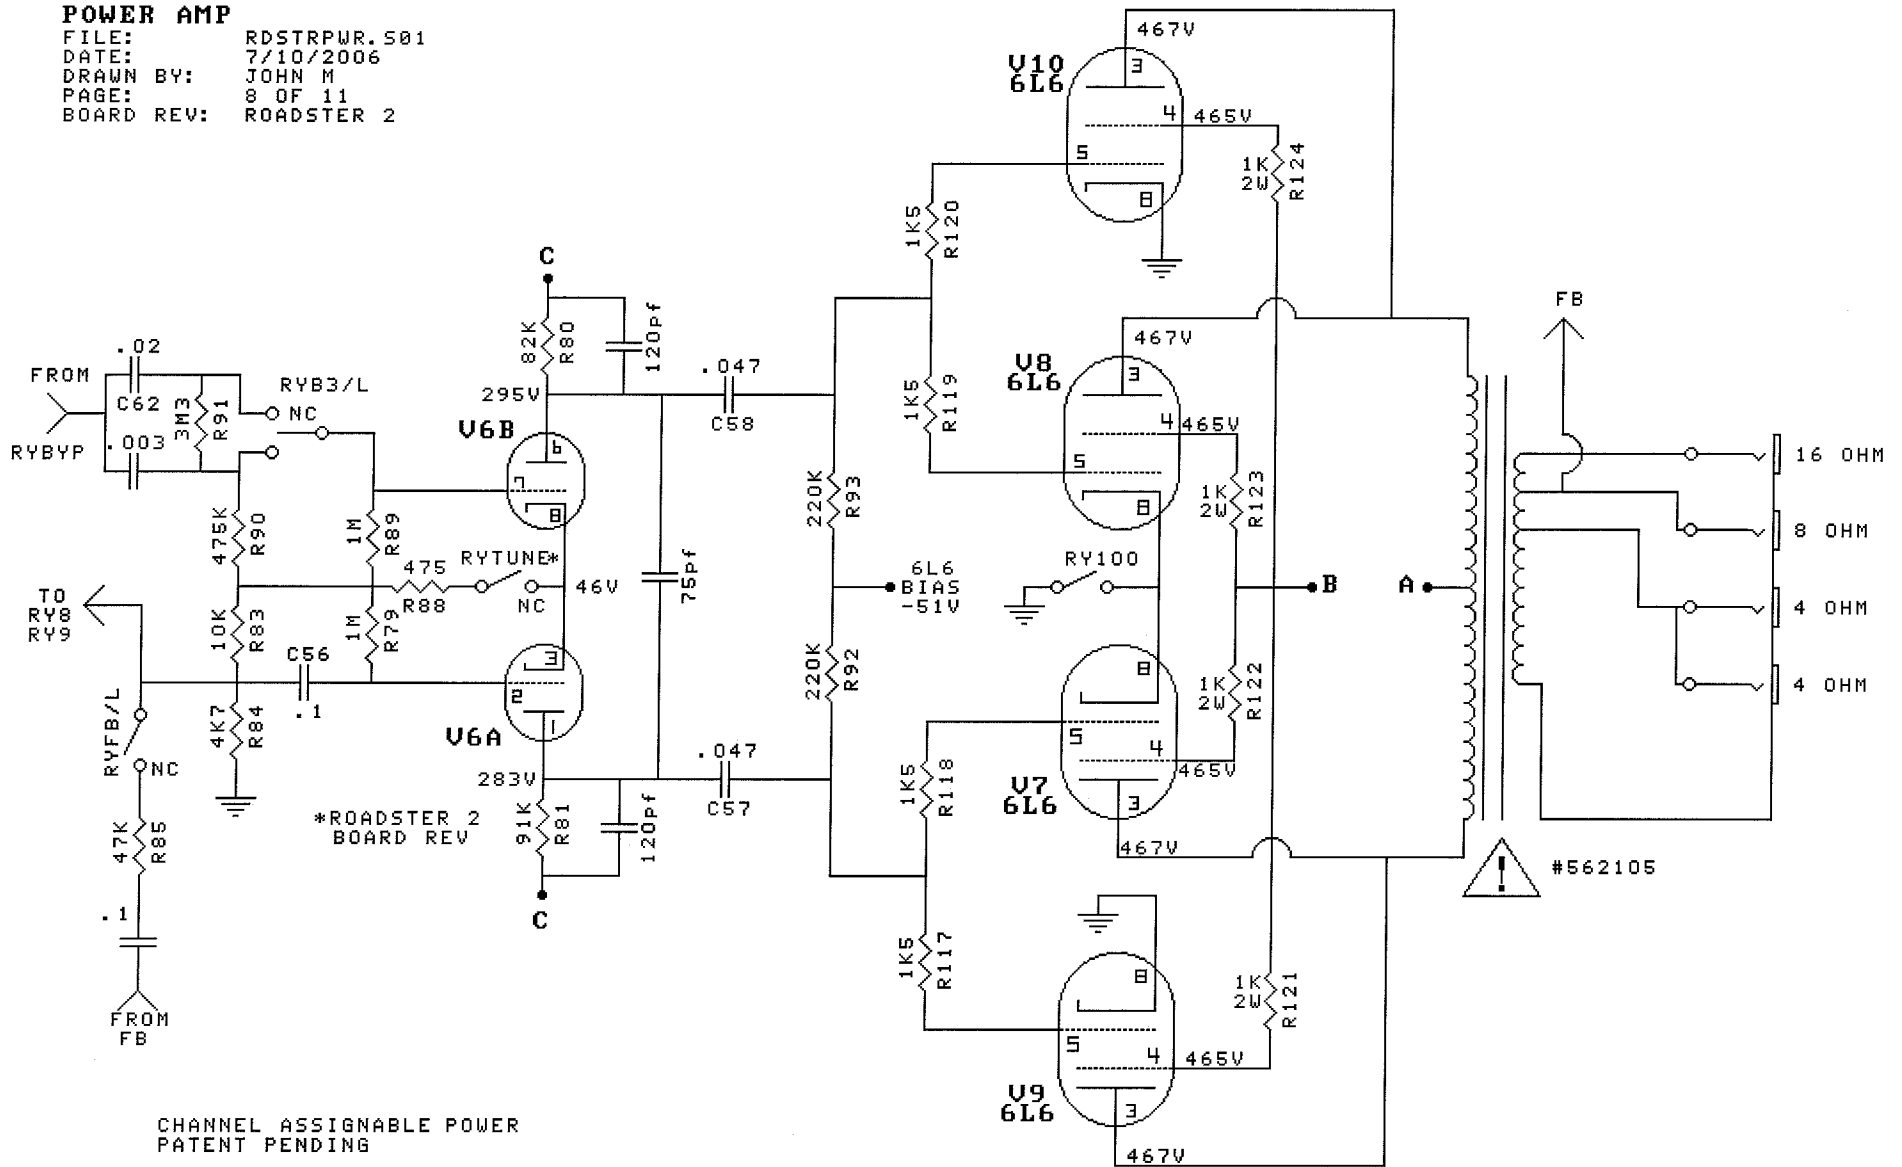 POWER AMP
FILE: RDSTRPWR.S01
DATE: 7/10/2006
DRAWN BY: JOHN M
PAGE: 8 OF 11
BOARD REV: ROADSTER 2
467V
V10
6L6
3
4
465V
5
8
1K
2W
R124
1K5
R120
C
82K
R80
120pf
295V
.047
C58
1K5
R119
467V
V8
6L6
3
4
465V
5
8
1K
2W
R123
FB
.02
FROM
C62
RYB3/L
NC
3M3
R91
.003
RYBYP
V6B
6
7
8
475K
R90
1M
R89
220K
R93
16 OHM
8 OHM
4 OHM
4 OHM
475
R88
RYTUNE*
NC
46V
75pf
6L6
BIAS
-51V
RY100
B
A
TO
RY8
RY9
10K
R83
1M
R79
C56
.1
3
2
1
V6A
220K
R92
8
5
4
465V
3
V7
6L6
1K
2W
R122
RYFB/L
NC
4K7
R84
283V
.047
C57
1K5
R118
467V
*ROADSTER 2
BOARD REV
91K
R81
120pf
C
47K
R85
.1
FROM
FB
#562105
!
1K5
R117
8
5
4
465V
3
V9
6L6
1K
2W
R121
467V
CHANNEL ASSIGNABLE POWER
PATENT PENDING